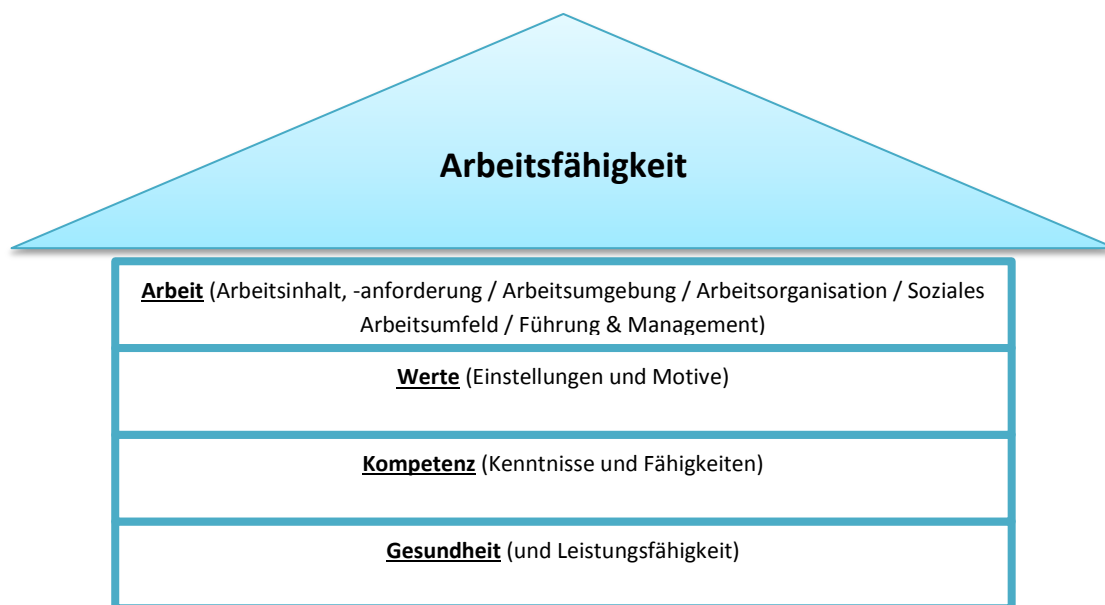 Arbeitsfähigkeit
Arbeit (Arbeitsinhalt, -anforderung / Arbeitsumgebung / Arbeitsorganisation / Soziales
Arbeitsumfeld / Führung & Management)
Werte (Einstellungen und Motive)
Kompetenz (Kenntnisse und Fähigkeiten)
Gesundheit (und Leistungsfähigkeit)